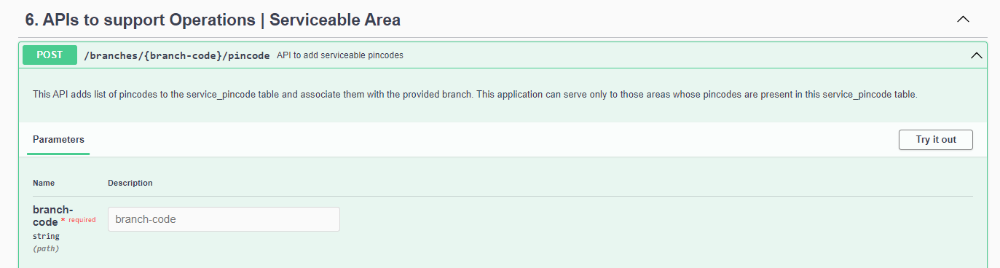 6. APIs to support Operations | Serviceable Area
POST /branches/{branch-code}/pincode API to add serviceable pincodes
This API adds list of pincodes to the service_pincode table and associate them with the provided branch. This application can serve only to those areas whose pincodes are present in this service_pincode table.
Parameters Try it out
Name Description
branch-
code * required branch-code
string
(path)